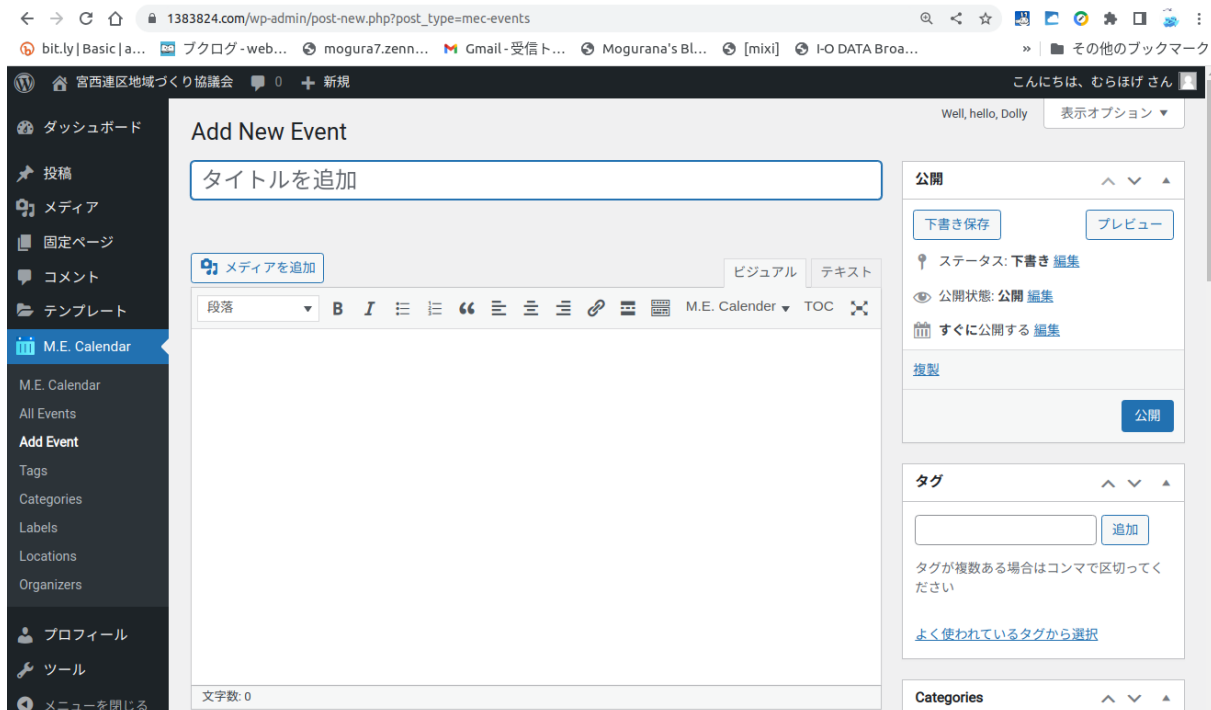 1383824.com/wp-admin/post-new.php?post_type=mec-events
bit.ly | Basic | a... ブクログ - web... mogura7.zenn... Gmail - 受信ト... Mogurana's Bl... [mixi] I-O DATA Broa... » その他のブックマーク
宮西連区地域づくり協議会 0 新規 こんにちは、むらほげ さん
Well, hello, Dolly 表示オプション ▼
Add New Event
ダッシュボード
投稿
メディア
固定ページ
コメント
テンプレート
M.E. Calendar
M.E. Calendar
All Events
Add Event
Tags
Categories
Labels
Locations
Organizers
プロフィール
ツール
メニューを閉じる
タイトルを追加
メディアを追加
ビジュアル テキスト
段落 B I M.E. Calender TOC
文字数: 0
公開
下書き保存 プレビュー
ステータス: 下書き 編集
公開状態: 公開 編集
すぐに公開する 編集
複製
公開
タグ
追加
タグが複数ある場合はコンマで区切ってく
ださい
よく使われているタグから選択
Categories